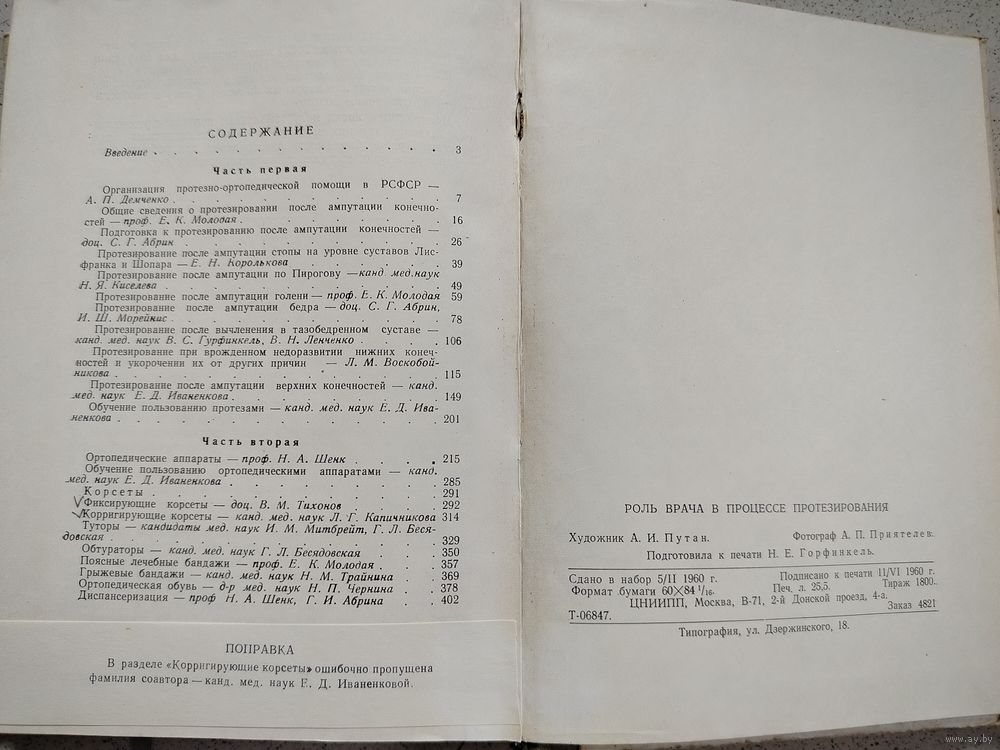 СОДЕРЖАНИЕ
Введение . . . . . . . . . . . . . . 3
Часть первая
Организация протезно-ортопедической помощи в РСФСР —
А. П. Демченко . . . . . . . . . . . . . 7
Общие сведения о протезировании после ампутации конечно-
стей — проф. Е. К. Молодая . . . . . . . . 16
Подготовка к протезированию после ампутации конечностей —
доц. С. Г. Абрин . . . . . . . . . . . 26
Протезирование после ампутации стопы на уровне суставов Лис-
франка и Шопара — Е. Н. Королькова . . . . . . 39
Протезирование после ампутации по Пирогову — канд. мед. наук
Н. Я. Киселева . . . . . . . . . . . . 49
Протезирование после ампутации голени — проф. Е. К. Молодая 59
Протезирование после ампутации бедра — доц. С. Г. Абрин,
И. Ш. Морейнис . . . . . . . . . . . . 78
Протезирование после вычленения в тазобедренном суставе —
канд. мед. наук В. С. Гурфинкель, В. Н. Ленченко . . . . 106
Протезирование при врожденном недоразвитии нижних конеч-
ностей и укорочении их от других причин — Л. М. Воскобой-
никова . . . . . . . . . . . . . . 115
Протезирование после ампутации верхних конечностей — канд.
мед. наук Е. Д. Иваненкова . . . . . . . . . 149
Обучение пользованию протезами — канд. мед. наук Е. Д. Ива-
ненкова . . . . . . . . . . . . . . 201
Часть вторая
Ортопедические аппараты — проф. Н. А. Шенк . . . . 215
Обучение пользованию ортопедическими аппаратами — канд.
мед. наук Е. Д. Иваненкова . . . . . . . . . 285
Корсеты . . . . . . . . . . . . . 291
Фиксирующие корсеты — доц. В. М. Тихонов . . . . 292
Корригирующие корсеты — канд. мед. наук Л. Г. Капичникова 314
Туторы — кандидаты мед. наук И. М. Митбрейт, Г. Л. Беся-
довская . . . . . . . . . . . . . . 329
Обтураторы — канд. мед. наук Г. Л. Бесядовская . . . . 350
Поясные лечебные бандажи — проф. Е. К. Молодая . . 357
Грыжевые бандажи — канд. мед. наук Н. М. Трайнина . . 369
Ортопедическая обувь — д-р мед. наук Н. П. Чернина . . 378
Диспансеризация — проф Н. А. Шенк, Г. И. Абрина . . 402
ПОПРАВКА
В разделе «Корригирующие корсеты» ошибочно пропущена
фамилия соавтора — канд. мед. наук Е. Д. Иваненковой.
РОЛЬ ВРАЧА В ПРОЦЕССЕ ПРОТЕЗИРОВАНИЯ
Художник А. И. Путан. Фотограф А. П. Приятелев.
Подготовила к печати Н. Е. Горфинкель.
Сдано в набор 5/II 1960 г. Подписано к печати 11/VI 1960 г.
Формат бумаги 60×84 1/16. Печ. л. 25,5. Тираж 1800.
ЦНИИПП, Москва, В-71, 2-й Донской проезд, 4-а.
Т-06847. Заказ 4821
Типография, ул. Дзержинского, 18.
www.ay.by